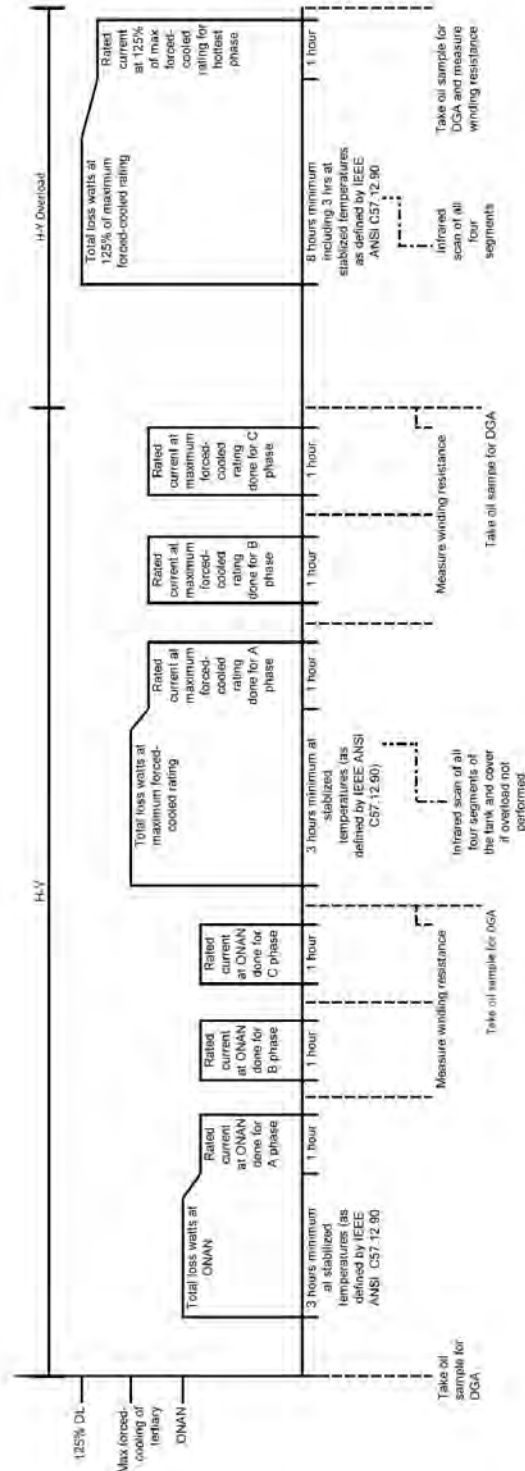 H-V
H-Y Overload
125% DL
Max forced-
cooling of
tertiary
ONAN
Total loss watts at
ONAN
Rated
current
at ONAN
done for
A phase
Rated
current
at ONAN
done for
B phase
Rated
current
at ONAN
done for
C phase
Total loss watts at
maximum forced-
cooled rating
Rated
current at
maximum
forced-
cooled
rating
done for A
phase
Rated
current at
maximum
forced-
cooled
rating
done for B
phase
Rated
current at
maximum
forced-
cooled
rating
done for C
phase
Total loss watts at
125% of maximum
forced-cooled rating
Rated
current
at 125%
of max
forced-
cooled
rating for
hottest
phase
3 hours minimum
at stabilized
temperatures (as
defined by IEEE
ANSI C57.12.90
1 hour
1 hour
1 hour
3 hours minimum at
stablized
temperatures (as
defined by IEEE ANSI
C57.12.90)
1 hour
1 hour
1 hour
8 hours minimum
including 3 hrs at
stablized temperatures
as defined by IEEE
ANSI C57.12.90
1 hour
Take oil
sample for
DGA
Measure winding resistance
Take oil sample for DGA
Infrared scan of all
four segments of
the tank and cover
if overload not
performed
Measure winding resistance
Take oil sampe for DGA
Infrared
scan of all
four
segments
Take oil sample for
DGA and measure
winding resistance